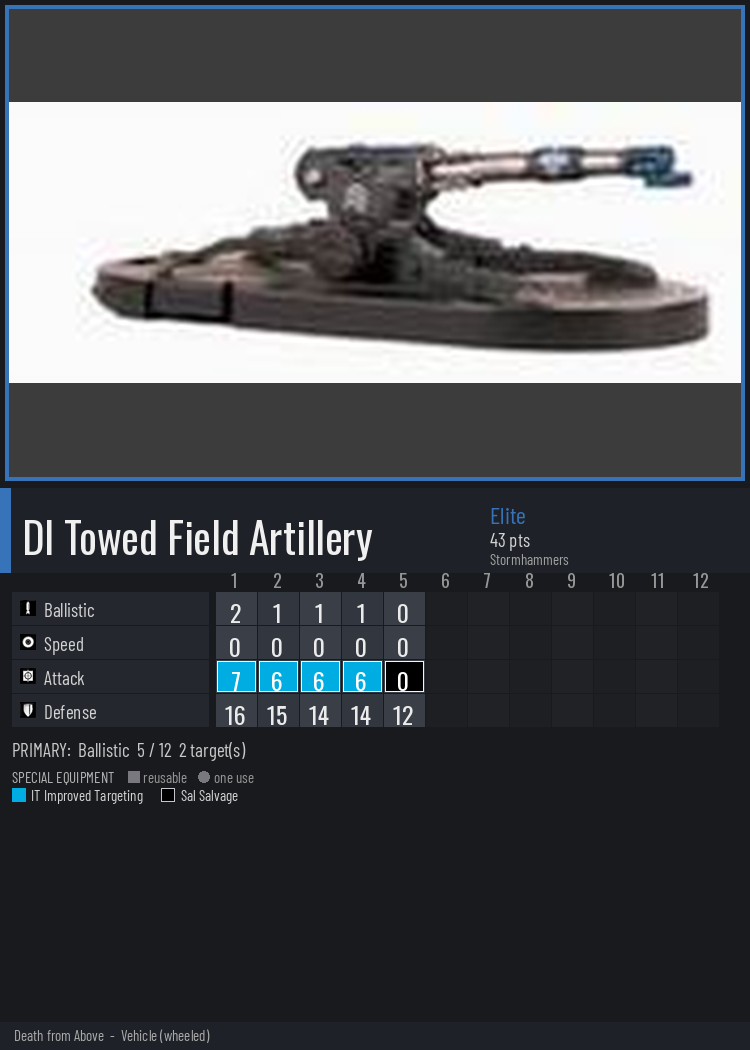 DI Towed Field Artillery
Elite
43 pts
Stormhammers
1 2 3 4 5 6 7 8 9 10 11 12
Ballistic 2 1 1 1 0
Speed 0 0 0 0 0
Attack 7 6 6 6 0
Defense 16 15 14 14 12
PRIMARY: Ballistic 5 / 12 2 target(s)
SPECIAL EQUIPMENT reusable one use
IT Improved Targeting Sal Salvage
Death from Above - Vehicle (wheeled)